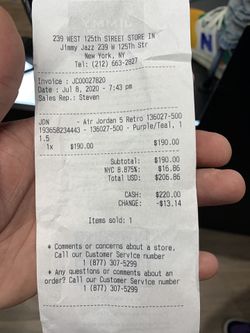 239 WEST 125th STREET STORE IN
Jimmy Jazz 239 W 125th Str
New York, NY
Tel: (212) 663-2827
Invoice : JC00027820
Date : Jul 8, 2020 - 7:43 pm
Sales Rep.: Steven
JDN - Air Jordan 5 Retro 136027-500
193658234443 - 136027-500 - Purple/Teal, 1
1.5
1x $190.00 $190.00
Subtotal: $190.00
NYC 8.875%: $16.86
Total USD: $206.86
CASH: $220.00
CHANGE: -$13.14
Items sold: 1
* Comments or concerns about a store,
Call our Customer Service number
1 (877) 307-5299
* Any questions or comments about an
order? Call our Customer Service number
1 (877) 307-5299